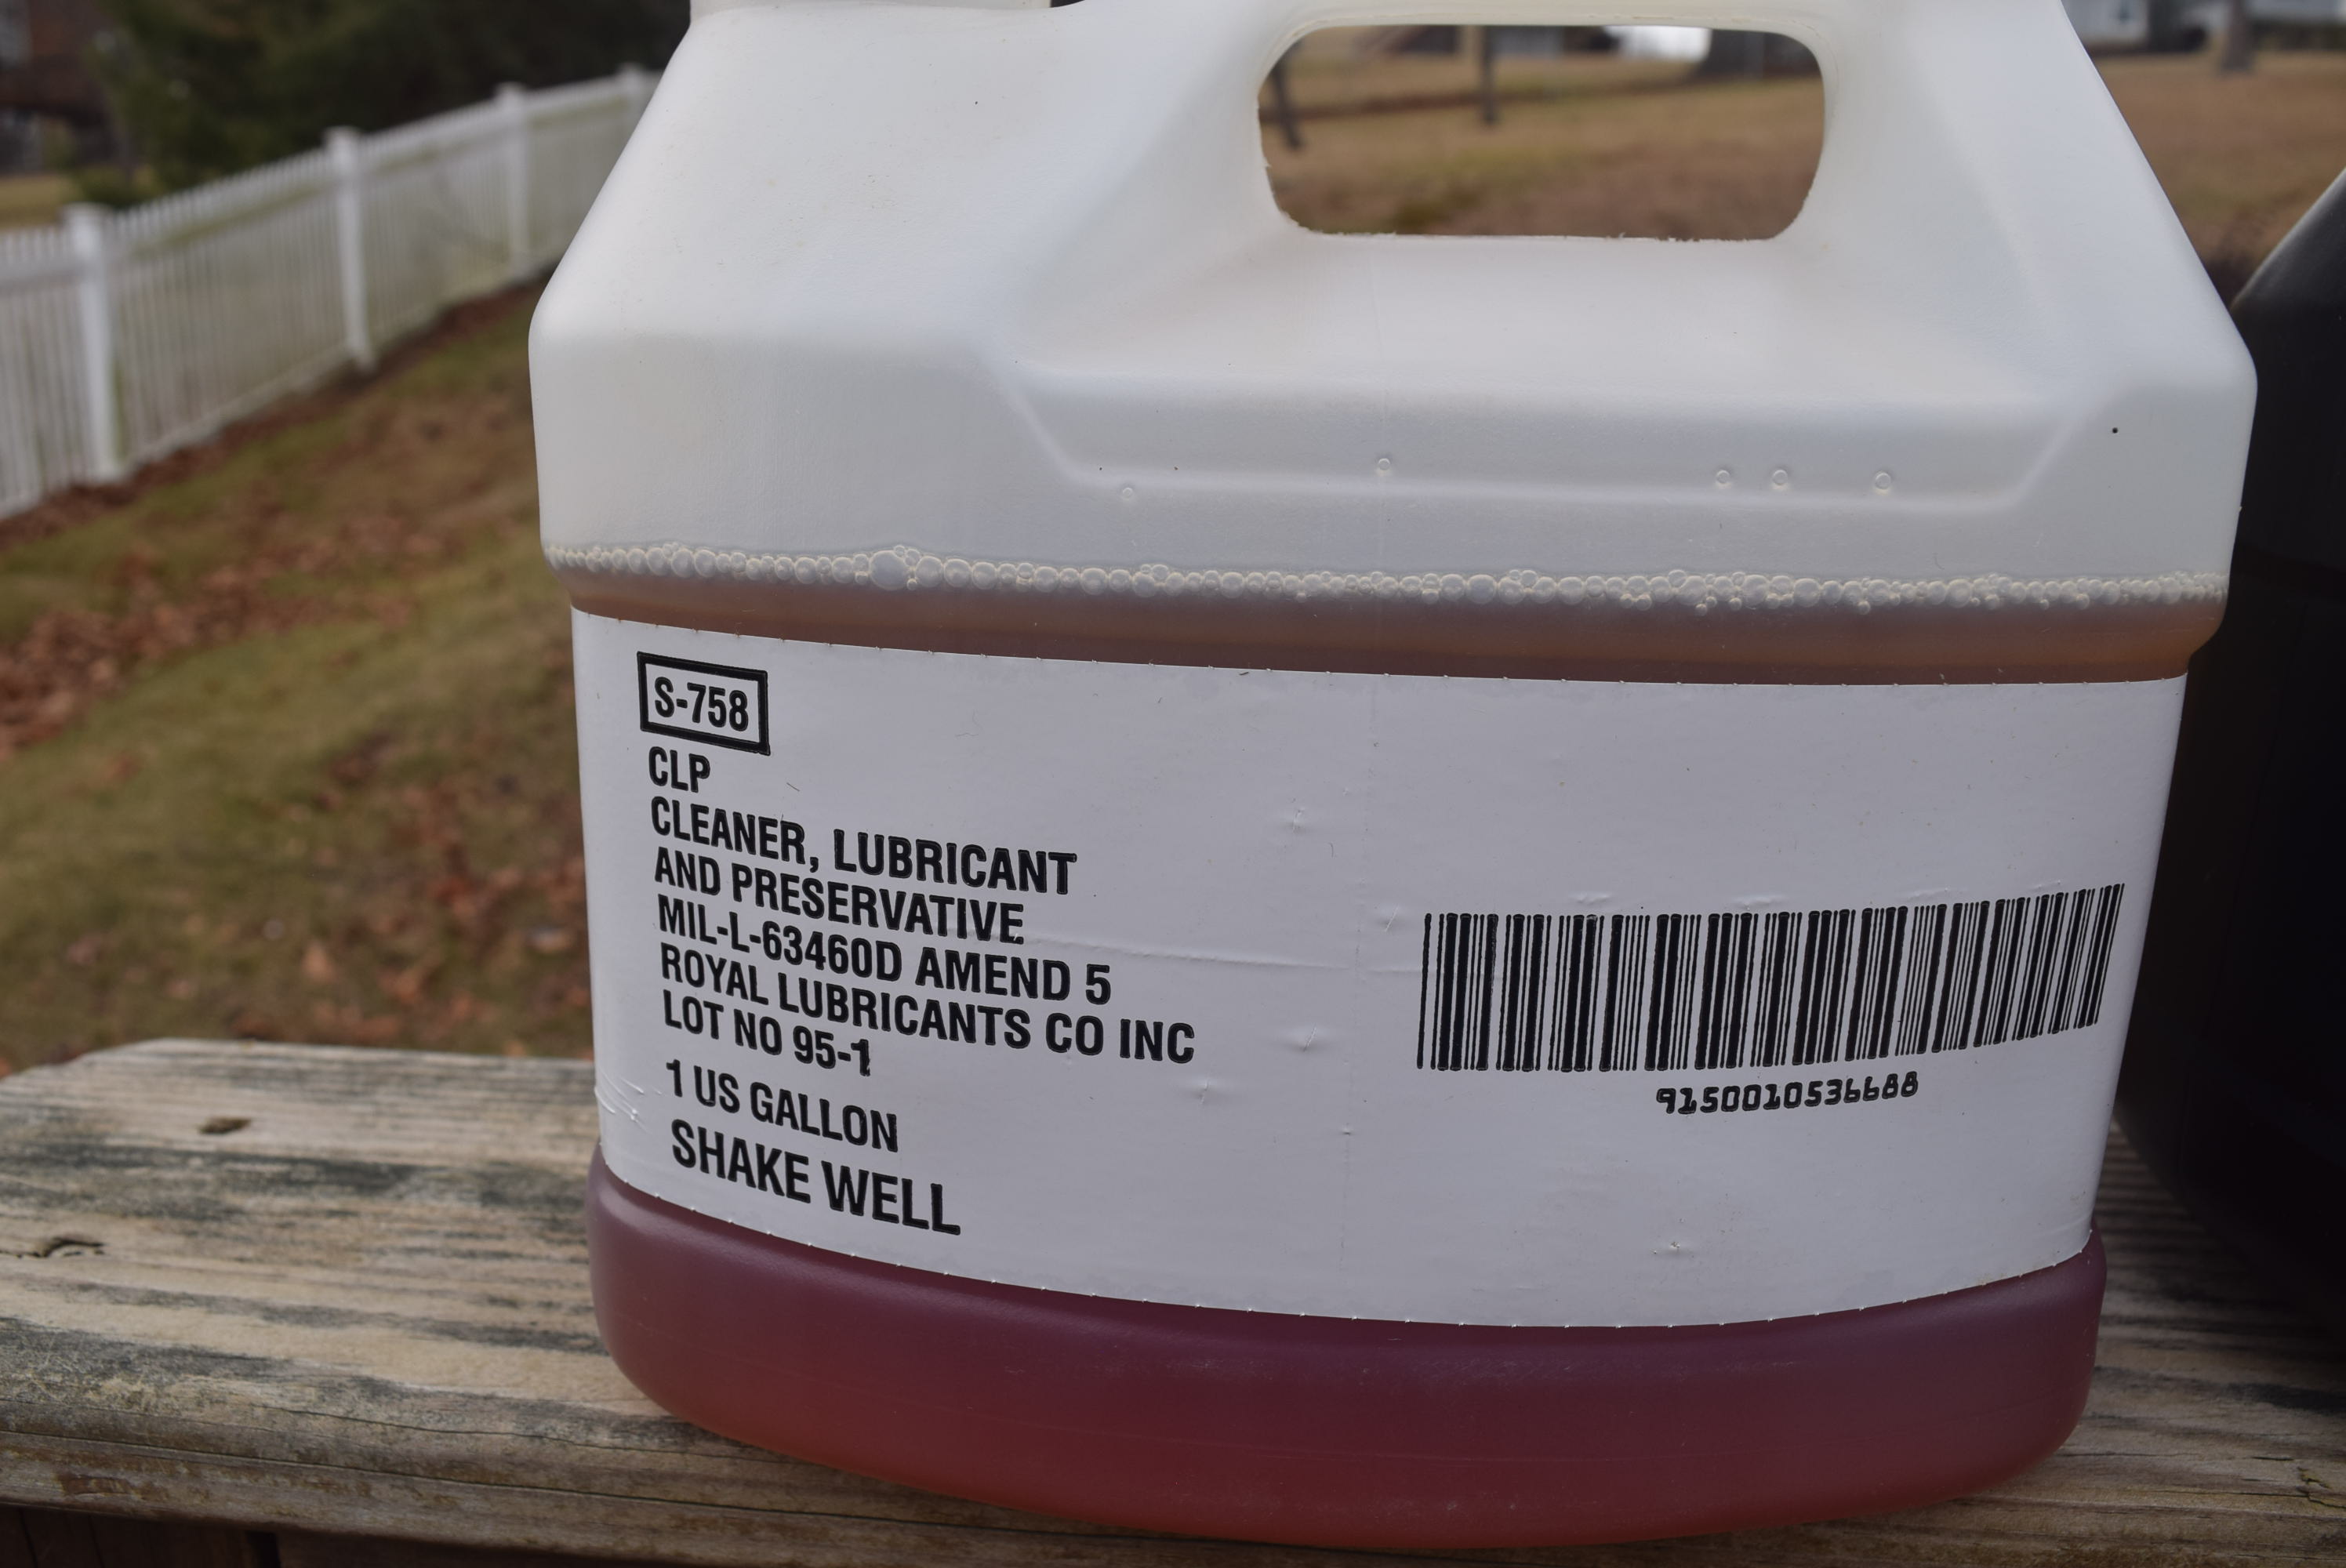 S-758
CLP
CLEANER, LUBRICANT
AND PRESERVATIVE
MIL-L-63460D AMEND 5
ROYAL LUBRICANTS CO INC
LOT NO 95-1
1 US GALLON
SHAKE WELL
9150010536688